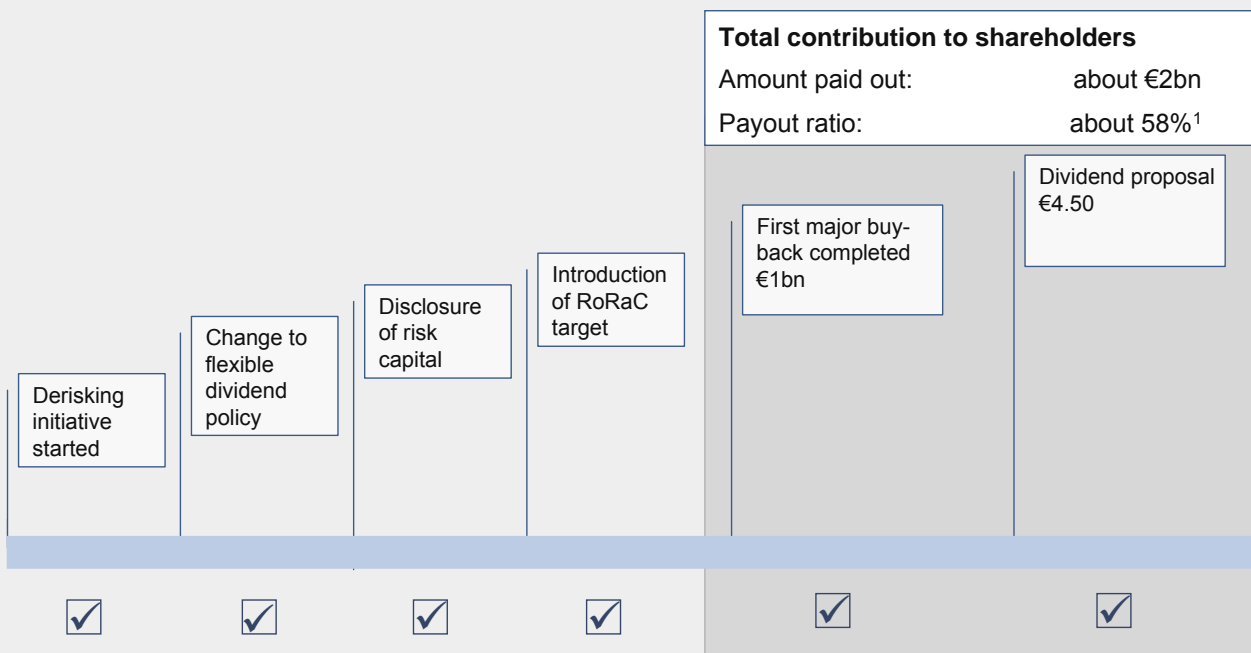 Total contribution to shareholders
Amount paid out: about €2bn
Payout ratio: about 58%¹
Dividend proposal
€4.50
First major buy-
back completed
€1bn
Introduction
of RoRaC
target
Disclosure
of risk
capital
Change to
flexible
dividend
policy
Derisking
initiative
started